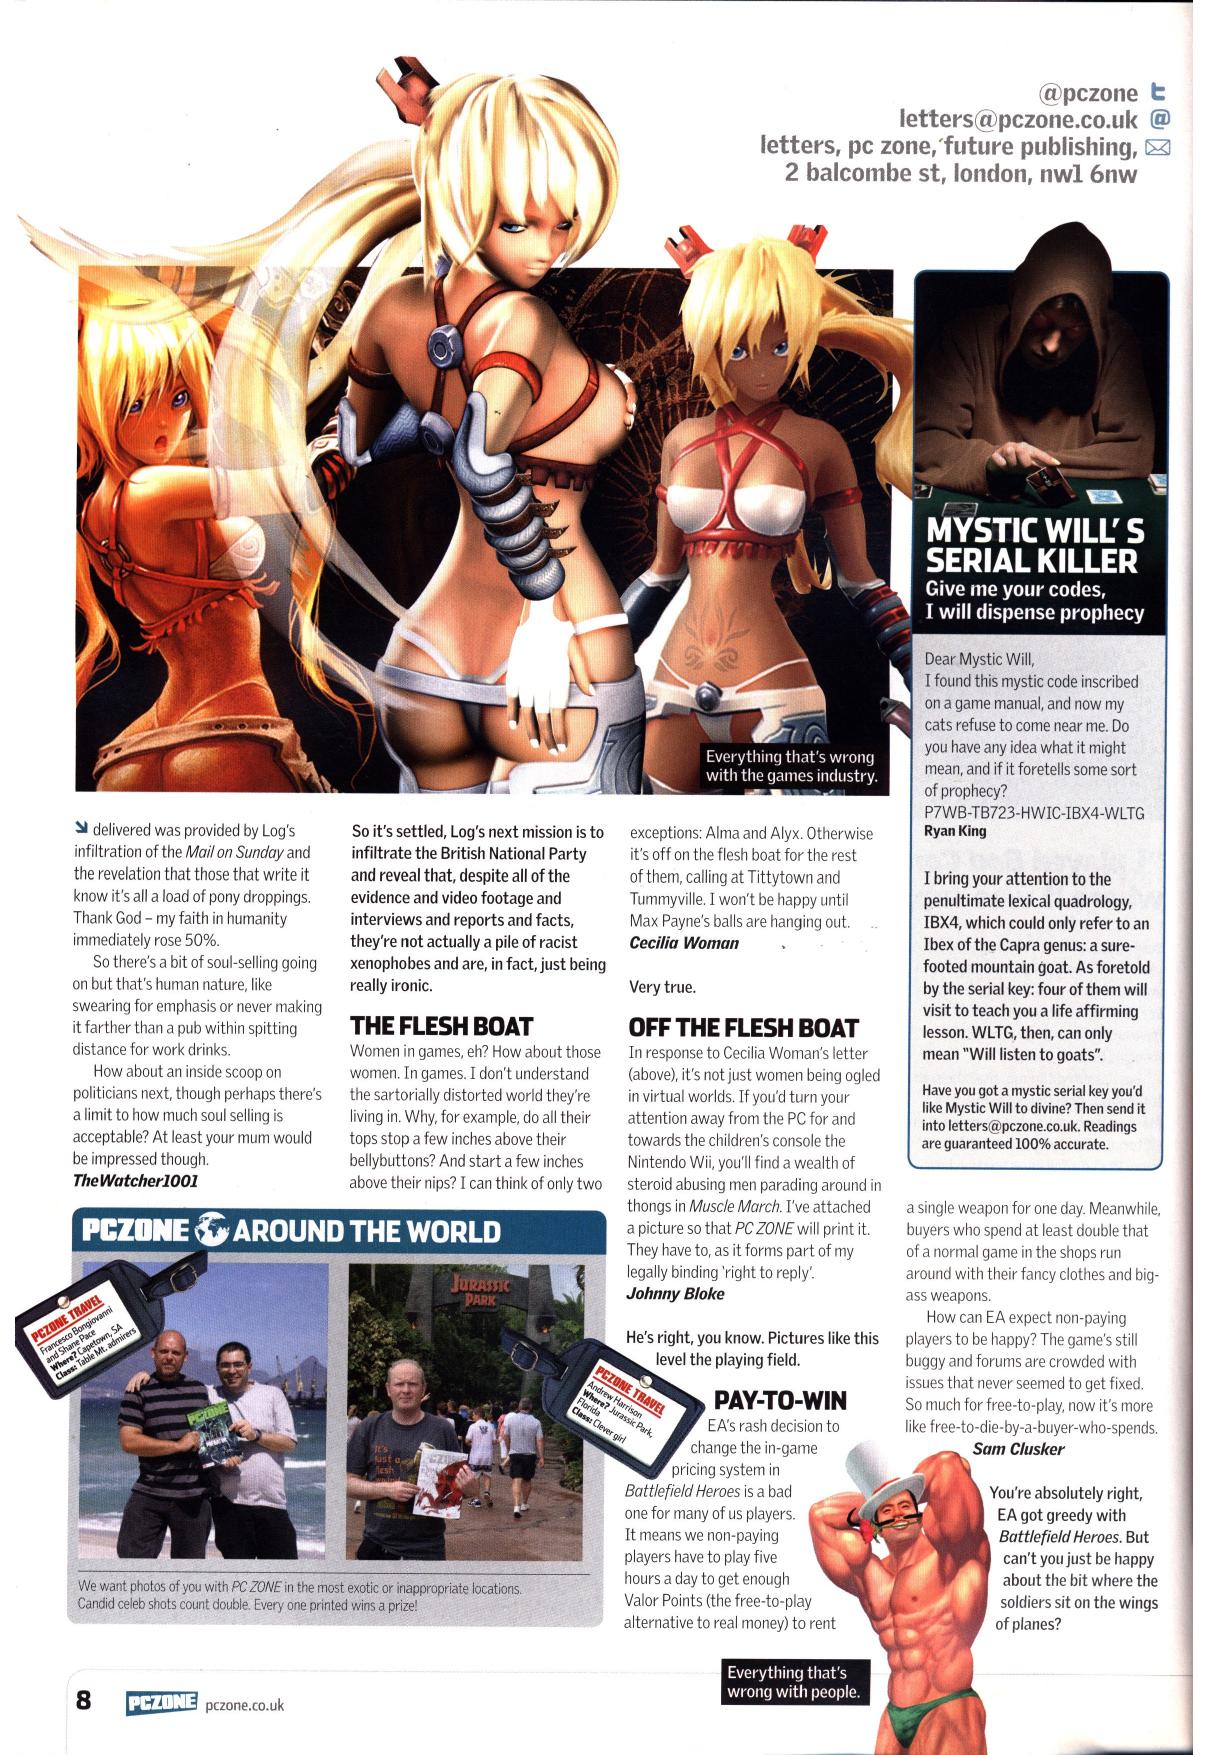 @pczone
letters@pczone.co.uk
letters, pc zone, future publishing,
2 balcombe st, london, nw1 6nw
Everything that's wrong
with the games industry.
MYSTIC WILL'S
SERIAL KILLER
Give me your codes,
I will dispense prophecy
Dear Mystic Will,
I found this mystic code inscribed
on a game manual, and now my
cats refuse to come near me. Do
you have any idea what it might
mean, and if it foretells some sort
of prophecy?
P7WB-TB723-HWIC-IBX4-WLTG
Ryan King
I bring your attention to the
penultimate lexical quadrology,
IBX4, which could only refer to an
Ibex of the Capra genus: a sure-
footed mountain goat. As foretold
by the serial key: four of them will
visit to teach you a life affirming
lesson. WLTG, then, can only
mean "Will listen to goats".
Have you got a mystic serial key you'd
like Mystic Will to divine? Then send it
into letters@pczone.co.uk. Readings
are guaranteed 100% accurate.
delivered was provided by Log's
infiltration of the Mail on Sunday and
the revelation that those that write it
know it's all a load of pony droppings.
Thank God – my faith in humanity
immediately rose 50%.
So there's a bit of soul-selling going
on but that's human nature, like
swearing for emphasis or never making
it farther than a pub within spitting
distance for work drinks.
How about an inside scoop on
politicians next, though perhaps there's
a limit to how much soul selling is
acceptable? At least your mum would
be impressed though.
TheWatcher1001
So it's settled, Log's next mission is to
infiltrate the British National Party
and reveal that, despite all of the
evidence and video footage and
interviews and reports and facts,
they're not actually a pile of racist
xenophobes and are, in fact, just being
really ironic.
THE FLESH BOAT
Women in games, eh? How about those
women. In games. I don't understand
the sartorially distorted world they're
living in. Why, for example, do all their
tops stop a few inches above their
bellybuttons? And start a few inches
above their nips? I can think of only two
exceptions: Alma and Alyx. Otherwise
it's off on the flesh boat for the rest
of them, calling at Tittytown and
Tummyville. I won't be happy until
Max Payne's balls are hanging out.
Cecilia Woman
Very true.
OFF THE FLESH BOAT
In response to Cecilia Woman's letter
(above), it's not just women being ogled
in virtual worlds. If you'd turn your
attention away from the PC for and
towards the children's console the
Nintendo Wii, you'll find a wealth of
steroid abusing men parading around in
thongs in Muscle March. I've attached
a picture so that PC ZONE will print it.
They have to, as it forms part of my
legally binding 'right to reply'.
Johnny Bloke
He's right, you know. Pictures like this
level the playing field.
PAY-TO-WIN
EA's rash decision to
change the in-game
pricing system in
Battlefield Heroes is a bad
one for many of us players.
It means we non-paying
players have to play five
hours a day to get enough
Valor Points (the free-to-play
alternative to real money) to rent
a single weapon for one day. Meanwhile,
buyers who spend at least double that
of a normal game in the shops run
around with their fancy clothes and big-
ass weapons.
How can EA expect non-paying
players to be happy? The game's still
buggy and forums are crowded with
issues that never seemed to get fixed.
So much for free-to-play, now it's more
like free-to-die-by-a-buyer-who-spends.
Sam Clusker
You're absolutely right,
EA got greedy with
Battlefield Heroes. But
can't you just be happy
about the bit where the
soldiers sit on the wings
of planes?
PCZONE AROUND THE WORLD
PCZONE TRAVEL
Francesco Bongiovanni
and Shane Pace
Where? Capetown, SA
Class: Table Mt. admirers
JURASSIC
PARK
It's
just a
flesh
PCZONE
PCZONE TRAVEL
Andrew Harrison
Where? Jurassic Park,
Florida
Class: Clever girl
We want photos of you with PC ZONE in the most exotic or inappropriate locations.
Candid celeb shots count double. Every one printed wins a prize!
Everything that's
wrong with people.
8
PCZONE pczone.co.uk